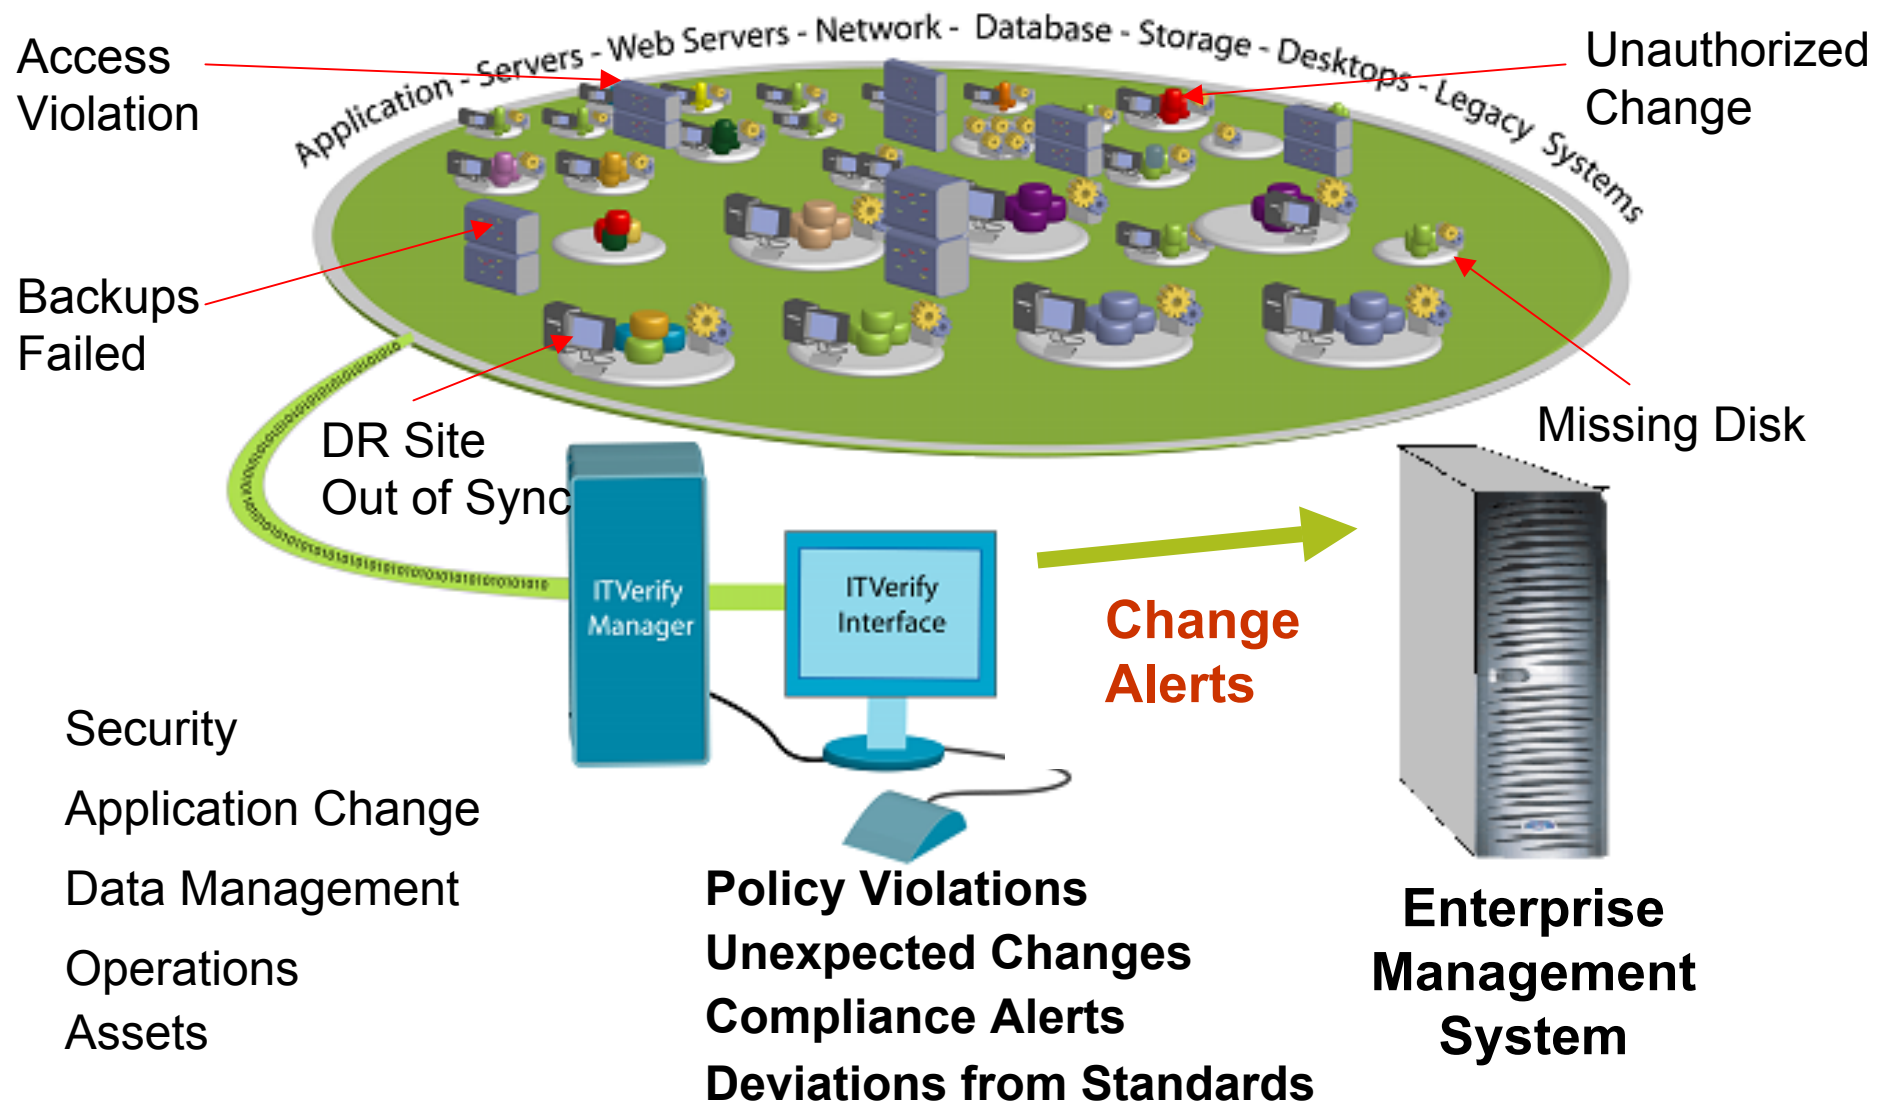 Application - Servers - Web Servers - Network - Database - Storage - Desktops - Legacy Systems
Access
Violation
Unauthorized
Change
Backups
Failed
DR Site
Out of Sync
Missing Disk
ITVerify
Manager
ITVerify
Interface
Change
Alerts
Security
Application Change
Data Management
Operations
Assets
Policy Violations
Unexpected Changes
Compliance Alerts
Deviations from Standards
Enterprise
Management
System